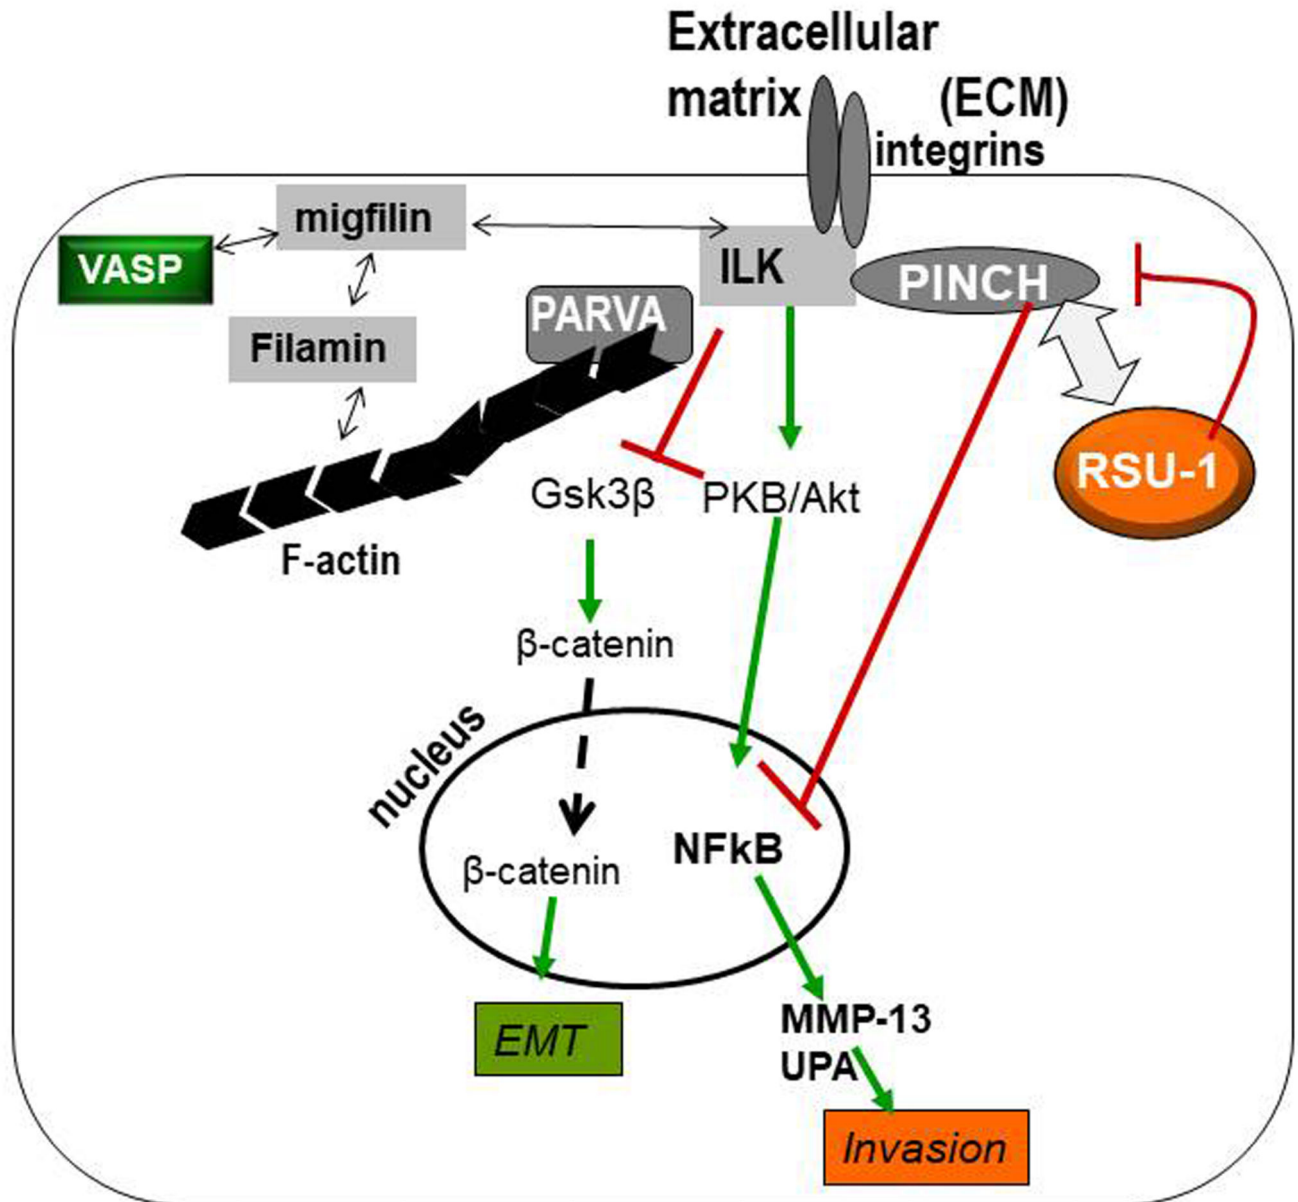 Extracellular
matrix (ECM)
integrins
migfilin
VASP
ILK
PINCH
PARVA
Filamin
RSU-1
Gsk3β
PKB/Akt
F-actin
β-catenin
nucleus
β-catenin
NFkB
MMP-13
UPA
EMT
Invasion